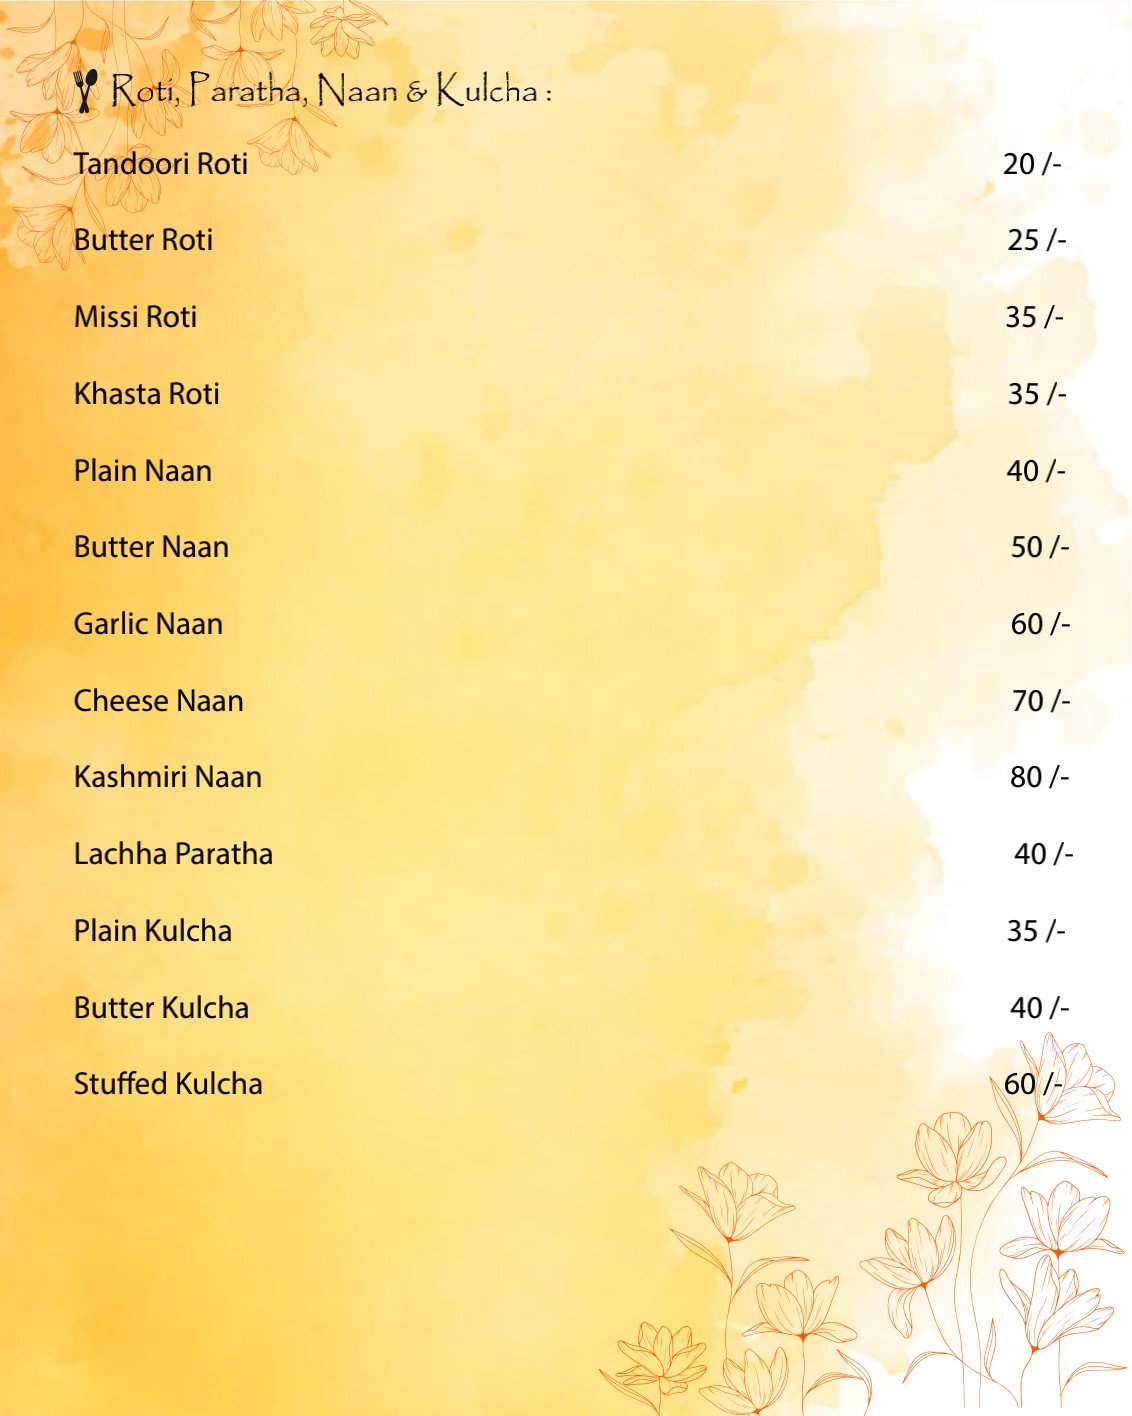 Roti, Paratha, Naan & Kulcha :
Tandoori Roti 20 /-
Butter Roti 25 /-
Missi Roti 35 /-
Khasta Roti 35 /-
Plain Naan 40 /-
Butter Naan 50 /-
Garlic Naan 60 /-
Cheese Naan 70 /-
Kashmiri Naan 80 /-
Lachha Paratha 40 /-
Plain Kulcha 35 /-
Butter Kulcha 40 /-
Stuffed Kulcha 60 /-